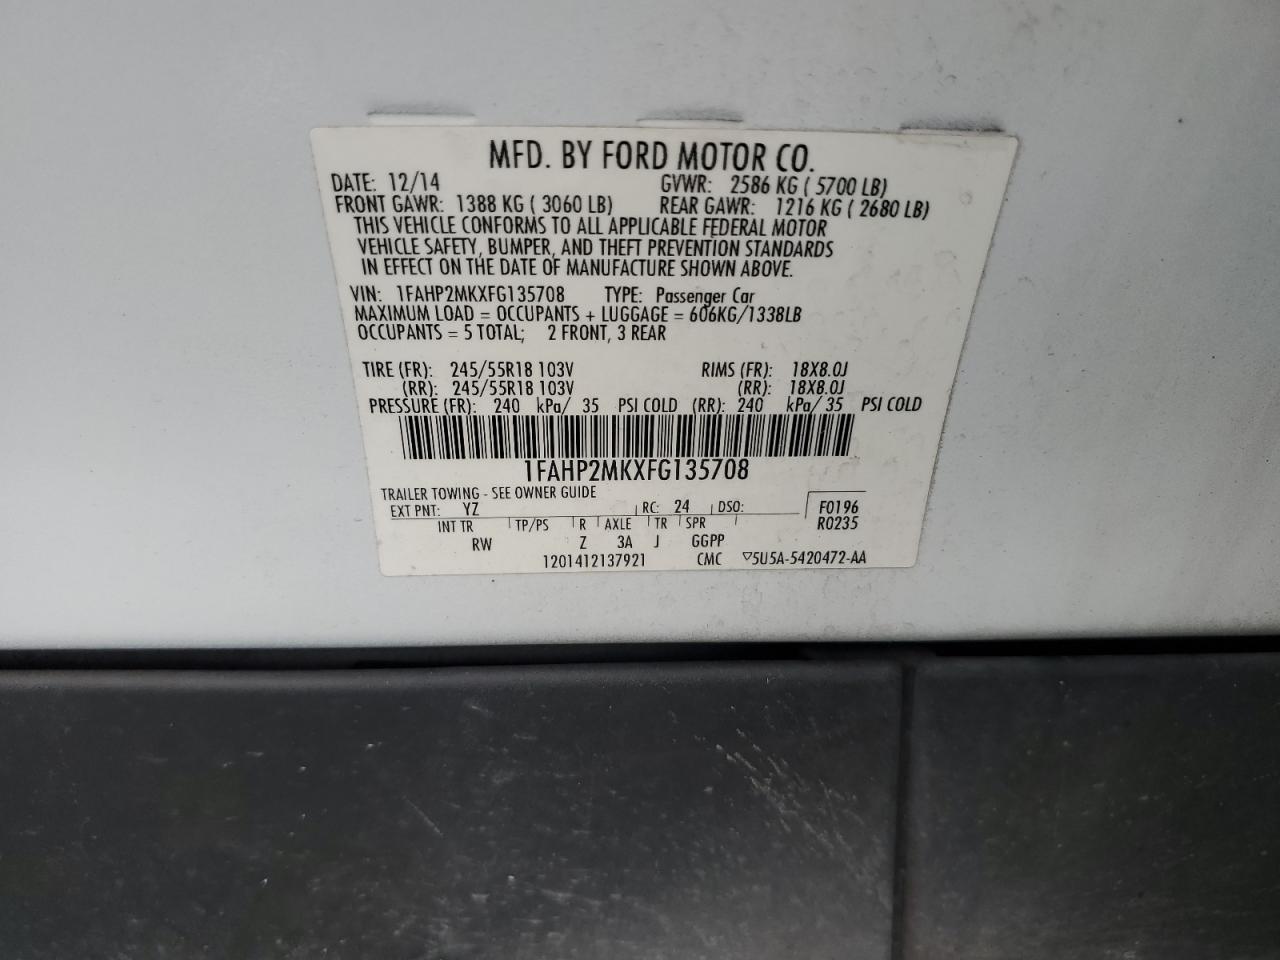 MFD. BY FORD MOTOR CO.
DATE: 12/14 GVWR: 2586 KG ( 5700 LB)
FRONT GAWR: 1388 KG ( 3060 LB) REAR GAWR: 1216 KG ( 2680 LB)
THIS VEHICLE CONFORMS TO ALL APPLICABLE FEDERAL MOTOR
VEHICLE SAFETY, BUMPER, AND THEFT PREVENTION STANDARDS
IN EFFECT ON THE DATE OF MANUFACTURE SHOWN ABOVE.
VIN: 1FAHP2MKXFG135708 TYPE: Passenger Car
MAXIMUM LOAD = OCCUPANTS + LUGGAGE = 606KG/1338LB
OCCUPANTS = 5 TOTAL; 2 FRONT, 3 REAR
TIRE (FR): 245/55R18 103V RIMS (FR): 18X8.0J
(RR): 245/55R18 103V (RR): 18X8.0J
PRESSURE (FR): 240 kPa/ 35 PSI COLD (RR): 240 kPa/ 35 PSI COLD
1FAHP2MKXFG135708
TRAILER TOWING - SEE OWNER GUIDE
EXT PNT: YZ RC: 24 DSO: F0196
INT TR TP/PS R AXLE TR SPR R0235
RW Z 3A J GGPP
1201412137921 CMC ▽5U5A-5420472-AA